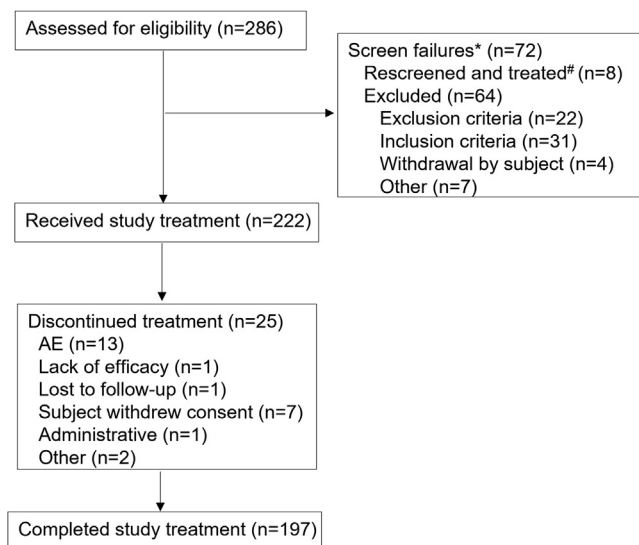 Assessed for eligibility (n=286)
Screen failures* (n=72)
Rescreened and treated# (n=8)
Excluded (n=64)
Exclusion criteria (n=22)
Inclusion criteria (n=31)
Withdrawal by subject (n=4)
Other (n=7)
Received study treatment (n=222)
Discontinued treatment (n=25)
AE (n=13)
Lack of efficacy (n=1)
Lost to follow-up (n=1)
Subject withdrew consent (n=7)
Administrative (n=1)
Other (n=2)
Completed study treatment (n=197)